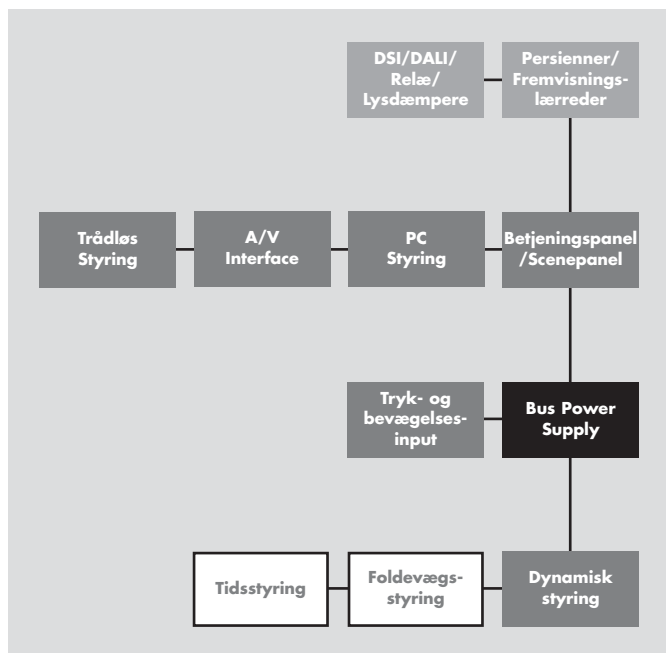 DSI/DALI/
Relæ/
Lysdæmpere
Persienner/
Fremvisnings-
lærreder
Trådløs
Styring
A/V
Interface
PC
Styring
Betjeningspanel
/Scenepanel
Tryk- og
bevægelses-
input
Bus Power
Supply
Tidsstyring
Foldevægs-
styring
Dynamisk
styring